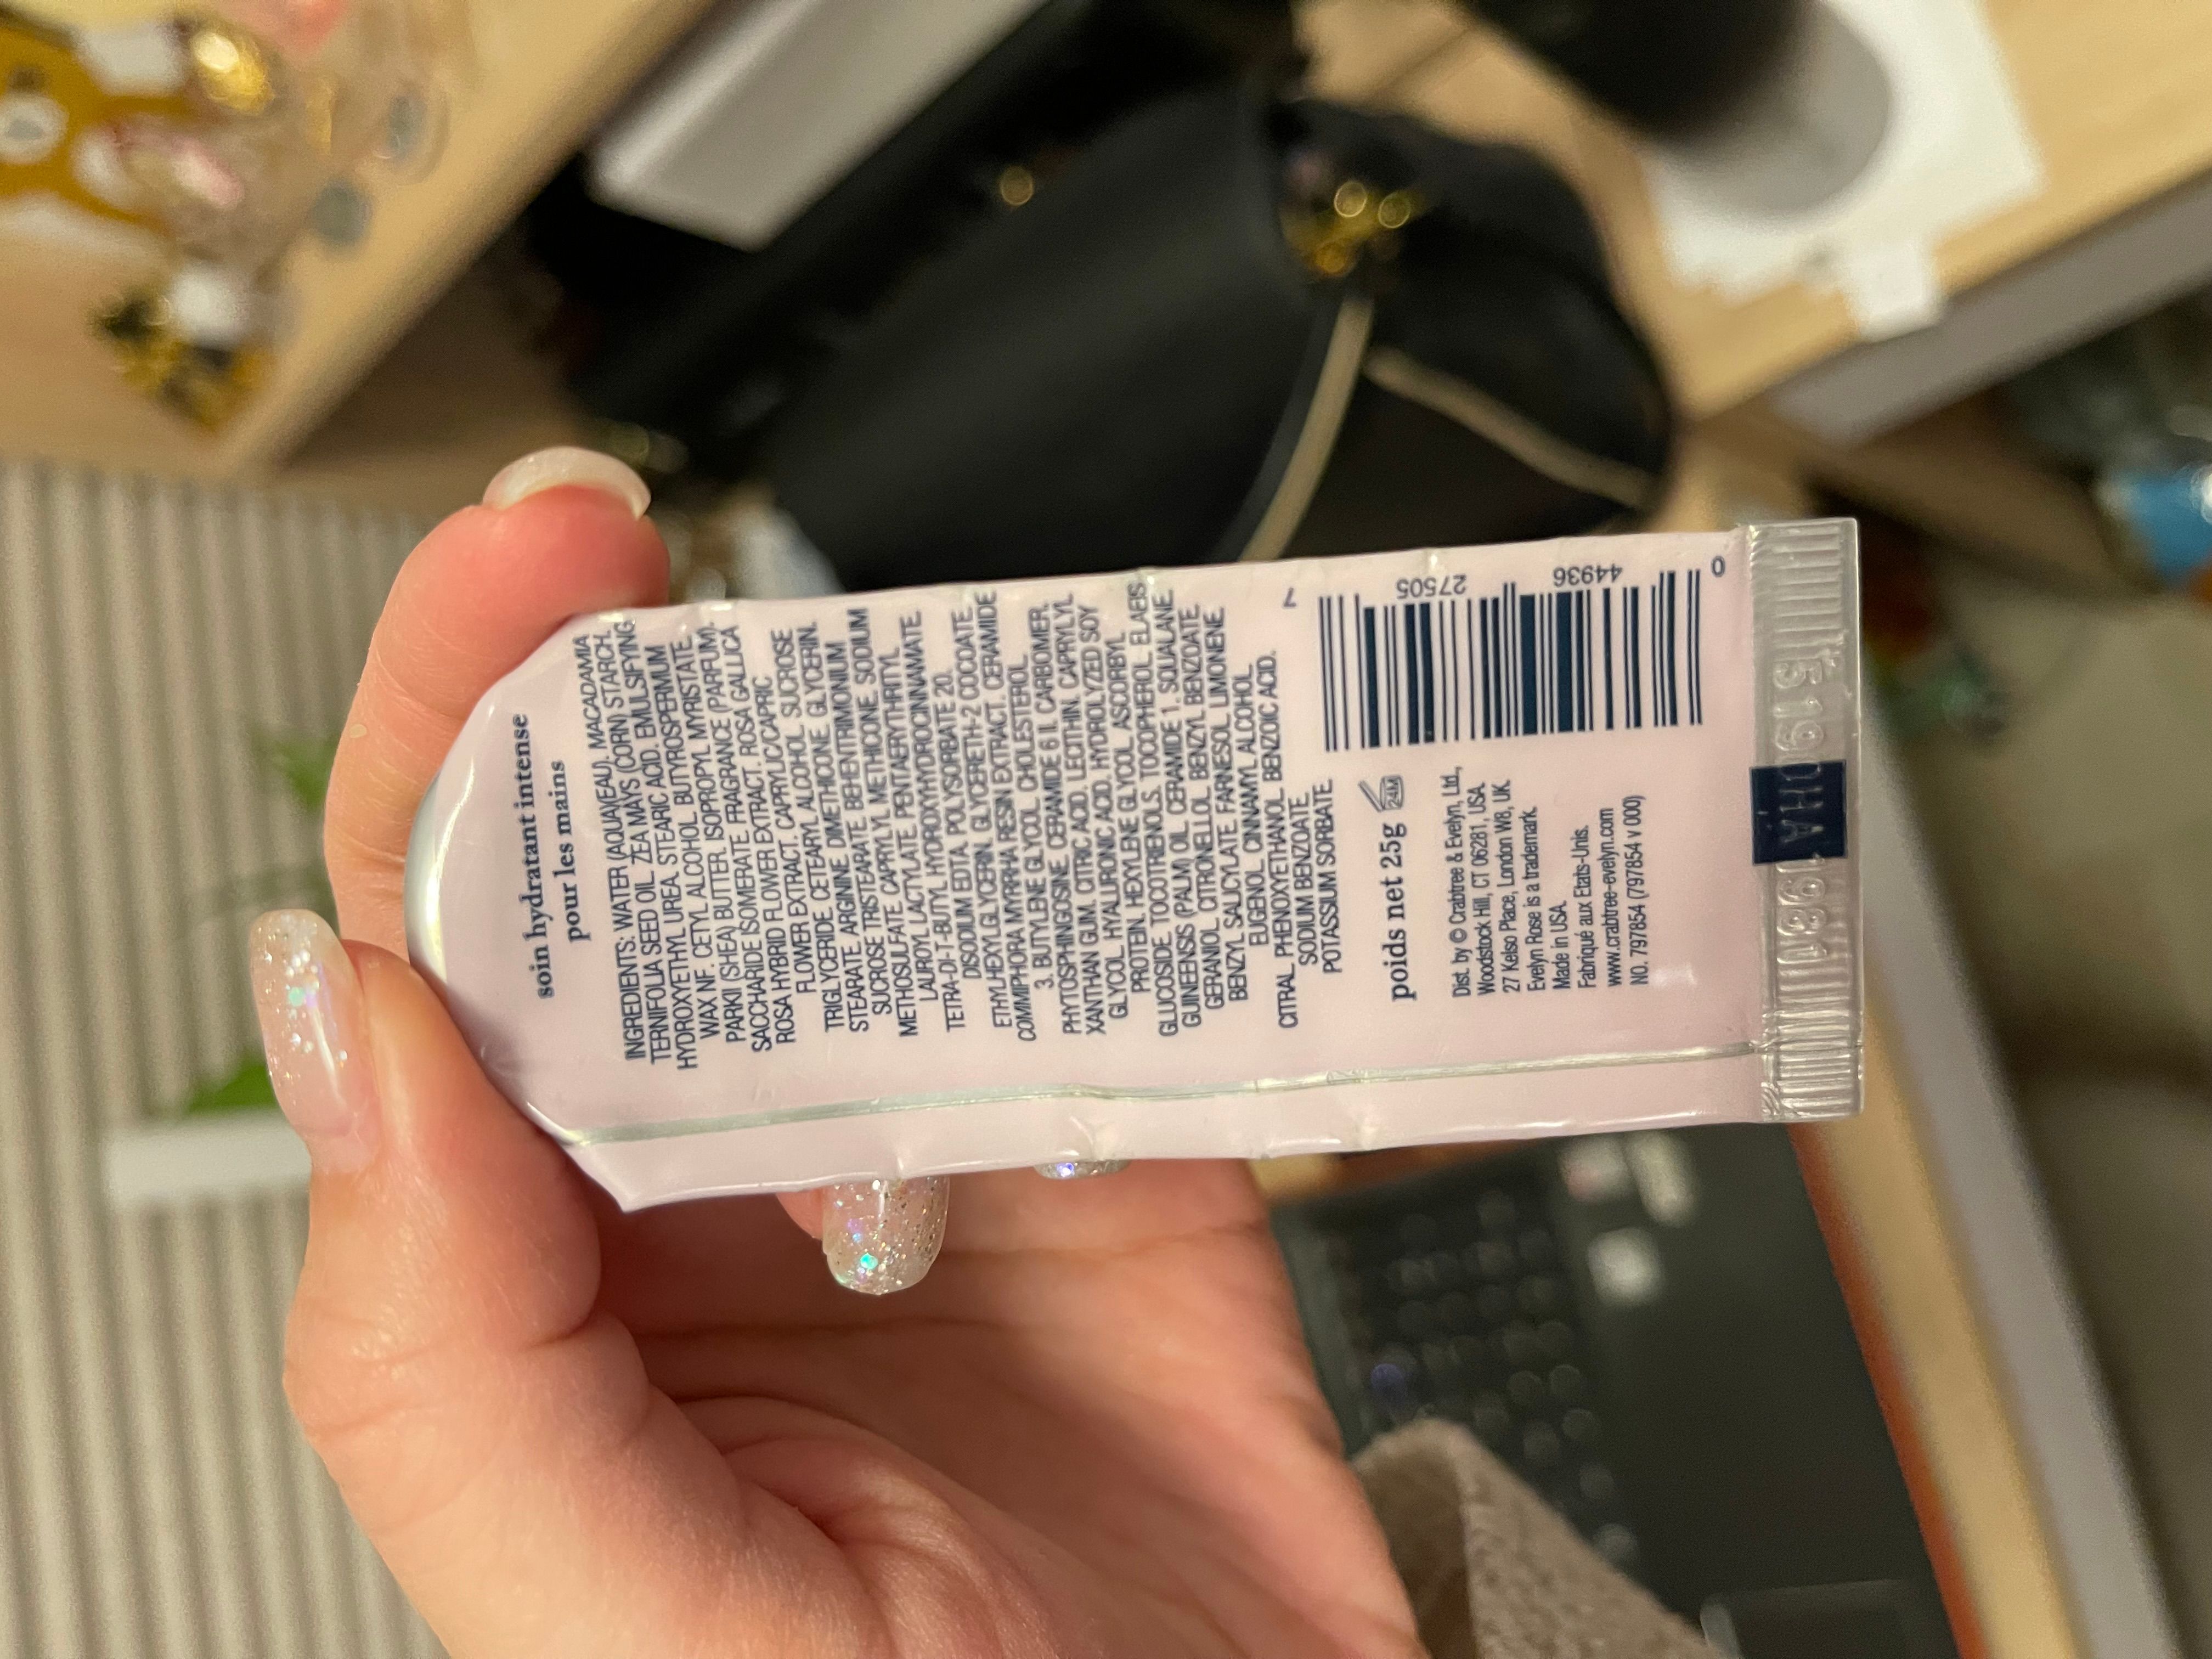 soin hydratant intense
pour les mains
INGREDIENTS: WATER (AQUA/EAU). MACADAMIA
TERNIFOLIA SEED OIL. ZEA MAYS (CORN) STARCH.
HYDROXYETHYL UREA. STEARIC ACID. EMULSIFYING
WAX NF. CETYL ALCOHOL. BUTYROSPERMUM
PARKII (SHEA) BUTTER. ISOPROPYL MYRISTATE.
SACCHARIDE ISOMERATE. FRAGRANCE (PARFUM).
ROSA HYBRID FLOWER EXTRACT. ROSA GALLICA
FLOWER EXTRACT. CAPRYLIC/CAPRIC
TRIGLYCERIDE. CETEARYL ALCOHOL. SUCROSE
STEARATE. ARGININE. DIMETHICONE. GLYCERIN.
SUCROSE TRISTEARATE. BEHENTRIMONIUM
METHOSULFATE. CAPRYLYL METHICONE. SODIUM
LAUROYL LACTYLATE. PENTAERYTHRITYL
TETRA-DI-T-BUTYL HYDROXYHYDROCINNAMATE.
DISODIUM EDTA. POLYSORBATE 20.
ETHYLHEXYLGLYCERIN. GLYCERETH-2 COCOATE.
COMMIPHORA MYRRHA RESIN EXTRACT. CERAMIDE
3. BUTYLENE GLYCOL. CHOLESTEROL.
PHYTOSPHINGOSINE. CERAMIDE 6 II. CARBOMER.
XANTHAN GUM. CITRIC ACID. LECITHIN. CAPRYLYL
GLYCOL. HYALURONIC ACID. HYDROLYZED SOY
PROTEIN. HEXYLENE GLYCOL. ASCORBYL
GLUCOSIDE. TOCOTRIENOLS. TOCOPHEROL. ELAEIS
GUINEENSIS (PALM) OIL. CERAMIDE 1. SQUALANE.
GERANIOL. CITRONELLOL. BENZYL BENZOATE.
BENZYL SALICYLATE. FARNESOL. LIMONENE.
EUGENOL. CINNAMYL ALCOHOL.
CITRAL. PHENOXYETHANOL. BENZOIC ACID.
SODIUM BENZOATE.
POTASSIUM SORBATE.
poids net 25g 24M
Dist. by © Crabtree & Evelyn, Ltd.,
Woodstock Hill, CT 06281, USA.
27 Kelso Place, London W8, UK.
Evelyn Rose is a trademark.
Made in USA.
Fabriqué aux Etats-Unis.
www.crabtree-evelyn.com
NO. 797854 (797854 v 000)
7 27505 44936 0